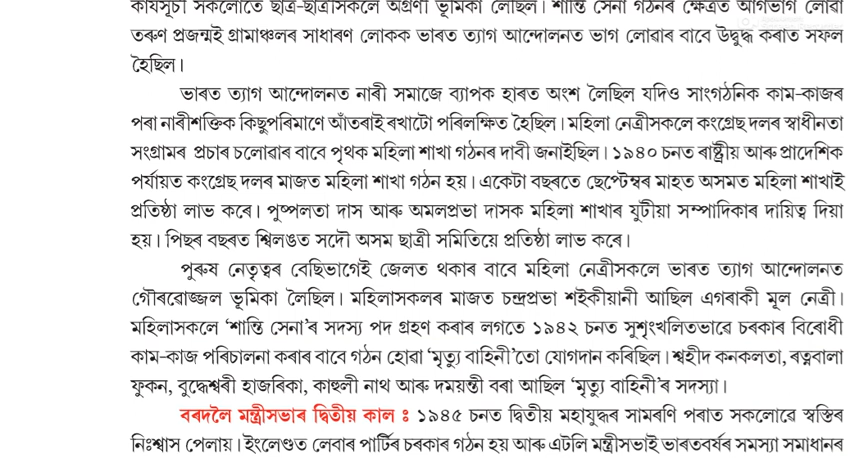 কাৰ্যসূচী সকলোতে ছাত্ৰ-ছাত্ৰীসকলে অগ্ৰণী ভূমিকা লৈছিল। শান্তি সেনা গঠনৰ ক্ষেত্ৰত আগভাগ লোৱা
তৰুণ প্ৰজন্মই গ্ৰামাঞ্চলৰ সাধাৰণ লোকক ভাৰত ত্যাগ আন্দোলনত ভাগ লোৱাৰ বাবে উদ্বুদ্ধ কৰাত সফল
হৈছিল।
ভাৰত ত্যাগ আন্দোলনত নাৰী সমাজে ব্যাপক হাৰত অংশ লৈছিল যদিও সাংগঠনিক কাম-কাজৰ
পৰা নাৰীশক্তিক কিছুপৰিমাণে আঁতৰাই ৰখাটো পৰিলক্ষিত হৈছিল। মহিলা নেত্ৰীসকলে কংগ্ৰেছ দলৰ স্বাধীনতা
সংগ্ৰামৰ প্ৰচাৰ চলোৱাৰ বাবে পৃথক মহিলা শাখা গঠনৰ দাবী জনাইছিল। ১৯৪০ চনত ৰাষ্ট্ৰীয় আৰু প্ৰাদেশিক
পৰ্যায়ত কংগ্ৰেছ দলৰ মাজত মহিলা শাখা গঠন হয়। একেটা বছৰতে ছেপ্টেম্বৰ মাহত অসমত মহিলা শাখাই
প্ৰতিষ্ঠা লাভ কৰে। পুষ্পলতা দাস আৰু অমলপ্ৰভা দাসক মহিলা শাখাৰ যুটীয়া সম্পাদিকাৰ দায়িত্ব দিয়া
হয়। পিছৰ বছৰত শ্বিলঙত সদৌ অসম ছাত্ৰী সমিতিয়ে প্ৰতিষ্ঠা লাভ কৰে।
পুৰুষ নেতৃত্বৰ বেছিভাগেই জেলত থকাৰ বাবে মহিলা নেত্ৰীসকলে ভাৰত ত্যাগ আন্দোলনত
গৌৰৱোজ্জল ভূমিকা লৈছিল। মহিলাসকলৰ মাজত চন্দ্ৰপ্ৰভা শইকীয়ানী আছিল এগৰাকী মূল নেত্ৰী।
মহিলাসকলে ‘শান্তি সেনা’ৰ সদস্য পদ গ্ৰহণ কৰাৰ লগতে ১৯৪২ চনত সুশৃংখলিতভাৱে চৰকাৰ বিৰোধী
কাম-কাজ পৰিচালনা কৰাৰ বাবে গঠন হোৱা ‘মৃত্যু বাহিনী’তো যোগদান কৰিছিল। শ্বহীদ কনকলতা, ৰত্নবালা
ফুকন, বুদ্ধেশ্বৰী হাজৰিকা, কাহুলী নাথ আৰু দময়ন্তী বৰা আছিল ‘মৃত্যু বাহিনী’ৰ সদস্যা।
বৰদলৈ মন্ত্ৰীসভাৰ দ্বিতীয় কাল ঃ ১৯৪৫ চনত দ্বিতীয় মহাযুদ্ধৰ সামৰণি পৰাত সকলোৱে স্বস্তিৰ
নিঃশ্বাস পেলায়। ইংলেণ্ডত লেবাৰ পাৰ্টিৰ চৰকাৰ গঠন হয় আৰু এটলি মন্ত্ৰীসভাই ভাৰতবৰ্ষৰ সমস্যা সমাধানৰ